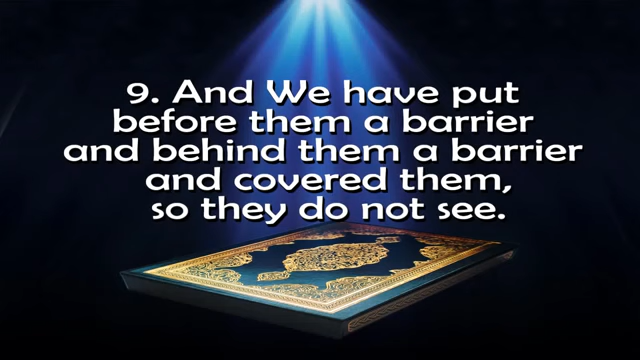 9. And We have put
before them a barrier
and behind them a barrier
and covered them,
so they do not see.